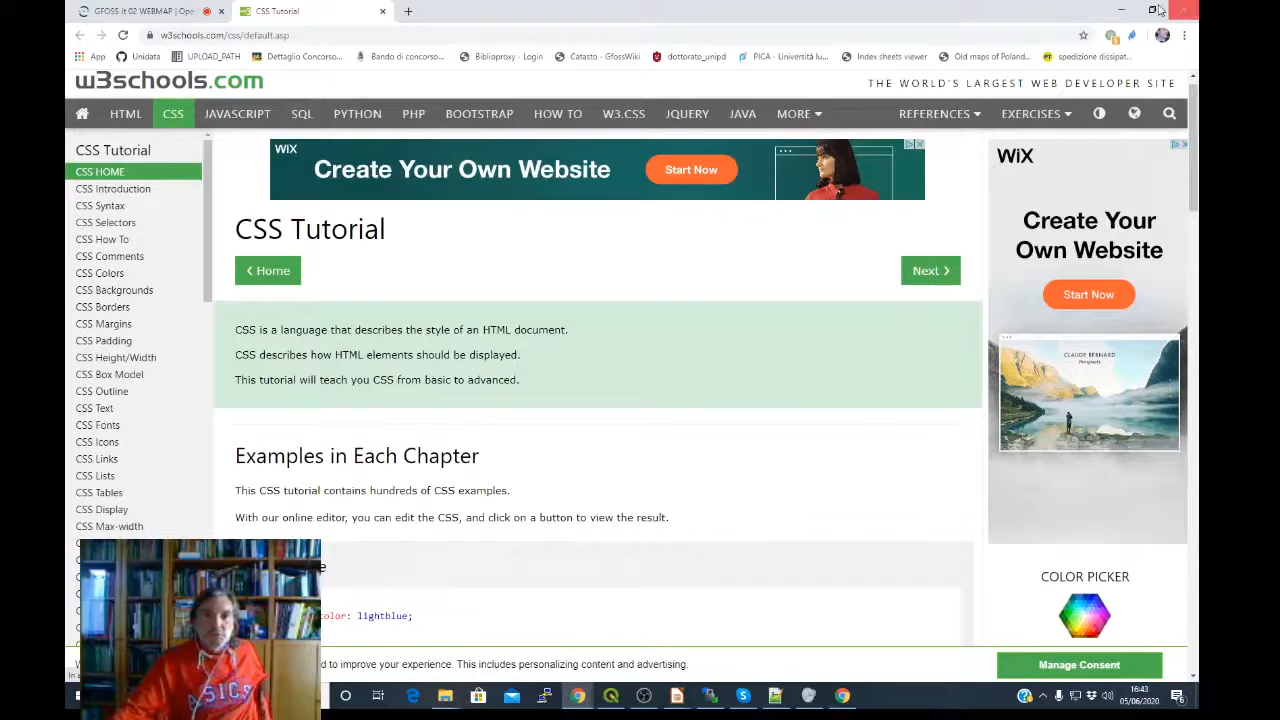 GFOSS It 02 WEBMAP | Ope
CSS Tutorial
w3schools.com/css/default.asp
App
Unidata
UPLOAD_PATH
Dettaglio Concorso...
Bando di concorso...
Biblioproxy - Login
Catasto - GfossWiki
dottorato_unipd
PICA - Università lu...
Index sheets viewer
Old maps of Poland...
spedizione dissipat...
w3schools.com
THE WORLD'S LARGEST WEB DEVELOPER SITE
HTML CSS JAVASCRIPT SQL PYTHON PHP BOOTSTRAP HOW TO W3.CSS JQUERY JAVA MORE REFERENCES EXERCISES
CSS Tutorial
CSS HOME
CSS Introduction
CSS Syntax
CSS Selectors
CSS How To
CSS Comments
CSS Colors
CSS Backgrounds
CSS Borders
CSS Margins
CSS Padding
CSS Height/Width
CSS Box Model
CSS Outline
CSS Text
CSS Fonts
CSS Icons
CSS Links
CSS Lists
CSS Tables
CSS Display
CSS Max-width
WiX
Create Your Own Website
Start Now
CSS Tutorial
❮ Home
Next ❯
CSS is a language that describes the style of an HTML document.
CSS describes how HTML elements should be displayed.
This tutorial will teach you CSS from basic to advanced.
Examples in Each Chapter
This CSS tutorial contains hundreds of CSS examples.
With our online editor, you can edit the CSS, and click on a button to view the result.
e
color: lightblue;
WiX
Create Your
Own Website
Start Now
CLAUDE BERNARD
Photography
COLOR PICKER
d to improve your experience. This includes personalizing content and advertising.
Manage Consent
ASICS
16:43
05/06/2020